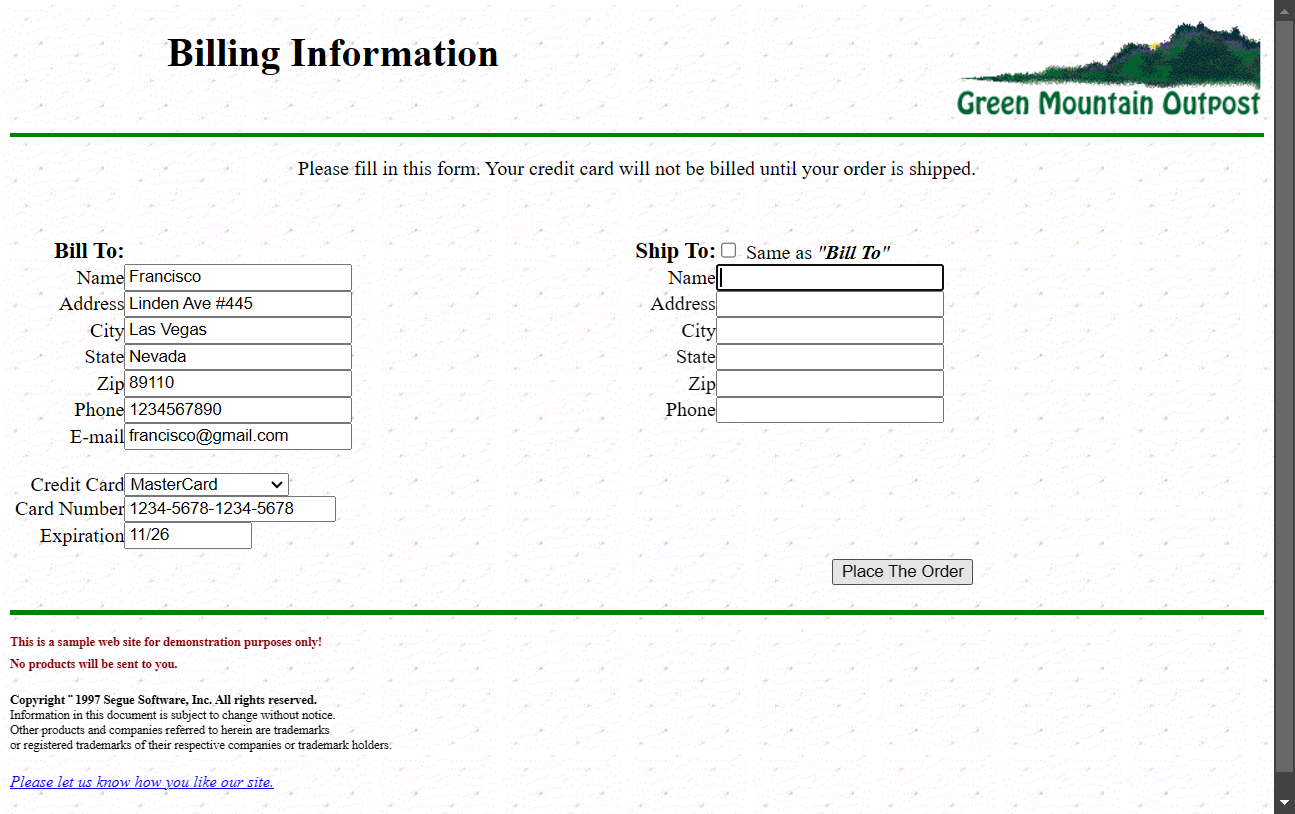 Billing Information
Green Mountain Outpost
Please fill in this form. Your credit card will not be billed until your order is shipped.
Bill To:
Name Francisco
Address Linden Ave #445
City Las Vegas
State Nevada
Zip 89110
Phone 1234567890
E-mail francisco@gmail.com
Credit Card MasterCard
Card Number 1234-5678-1234-5678
Expiration 11/26
Ship To: Same as "Bill To"
Name
Address
City
State
Zip
Phone
Place The Order
This is a sample web site for demonstration purposes only!
No products will be sent to you.
Copyright ¨ 1997 Segue Software, Inc. All rights reserved.
Information in this document is subject to change without notice.
Other products and companies referred to herein are trademarks
or registered trademarks of their respective companies or trademark holders.
Please let us know how you like our site.